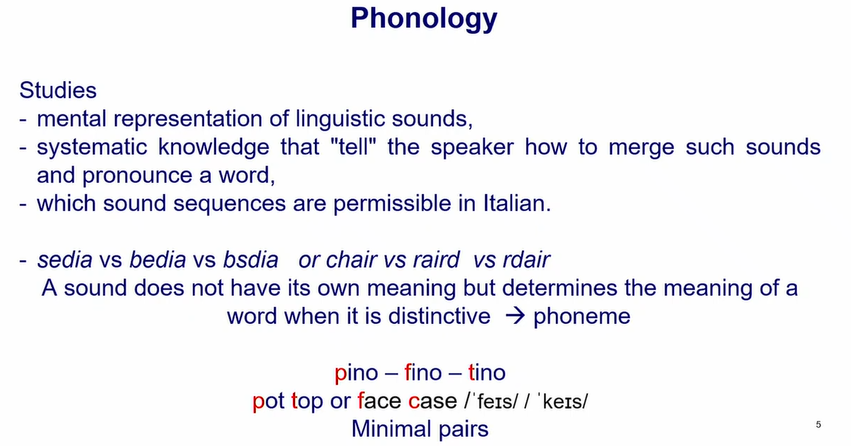 Phonology
Studies
- mental representation of linguistic sounds,
- systematic knowledge that "tell" the speaker how to merge such sounds
and pronounce a word,
- which sound sequences are permissible in Italian.
- sedia vs bedia vs bsdia or chair vs raird vs rdair
A sound does not have its own meaning but determines the meaning of a
word when it is distinctive → phoneme
pino – fino – tino
pot top or face case /ˈfeɪs/ / ˈkeɪs/
Minimal pairs
5